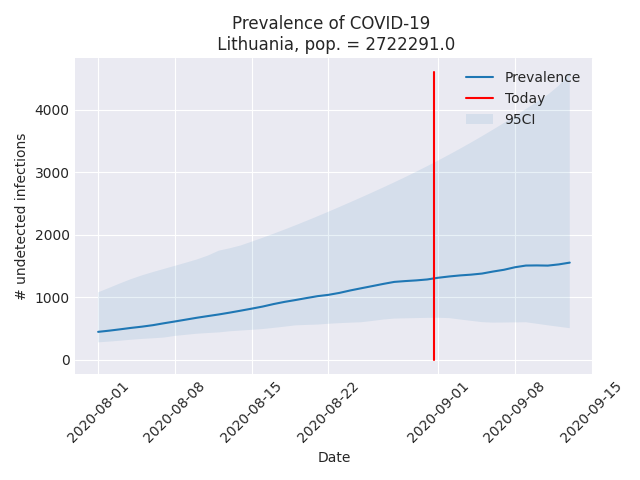 Prevalence of COVID-19
Lithuania, pop. = 2722291.0
Prevalence
Today
95CI
4000
3000
2000
1000
0
# undetected infections
2020-08-01
2020-08-08
2020-08-15
2020-08-22
2020-09-01
2020-09-08
2020-09-15
Date